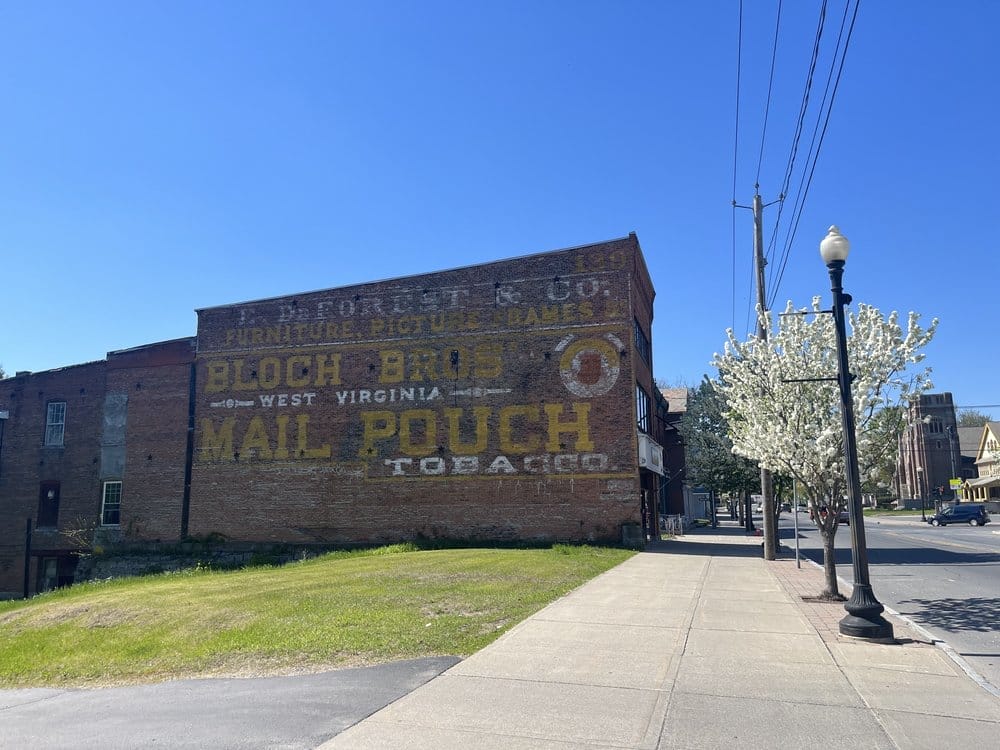 DeFOREST & CO.
FURNITURE, PICTURE FRAMES
BLOCH BROS
WEST VIRGINIA
MAIL POUCH
TOBACCO.